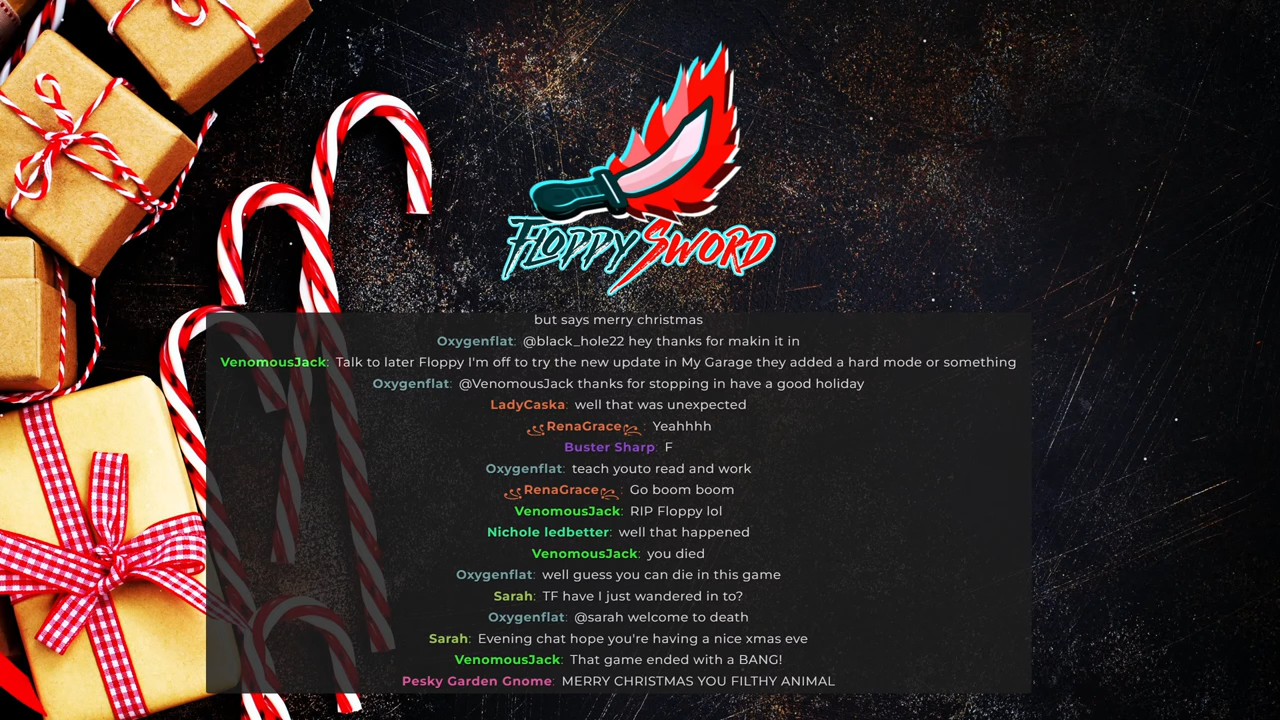 FLOPPY SWORD
but says merry christmas
Oxygenflat: @black_hole22 hey thanks for makin it in
VenomousJack: Talk to later Floppy I'm off to try the new update in My Garage they added a hard mode or something
Oxygenflat: @VenomousJack thanks for stopping in have a good holiday
LadyCaska: well that was unexpected
RenaGrace: Yeahhhh
Buster Sharp: F
Oxygenflat: teach youto read and work
RenaGrace: Go boom boom
VenomousJack: RIP Floppy lol
Nichole ledbetter: well that happened
VenomousJack: you died
Oxygenflat: well guess you can die in this game
Sarah: TF have I just wandered in to?
Oxygenflat: @sarah welcome to death
Sarah: Evening chat hope you're having a nice xmas eve
VenomousJack: That game ended with a BANG!
Pesky Garden Gnome: MERRY CHRISTMAS YOU FILTHY ANIMAL